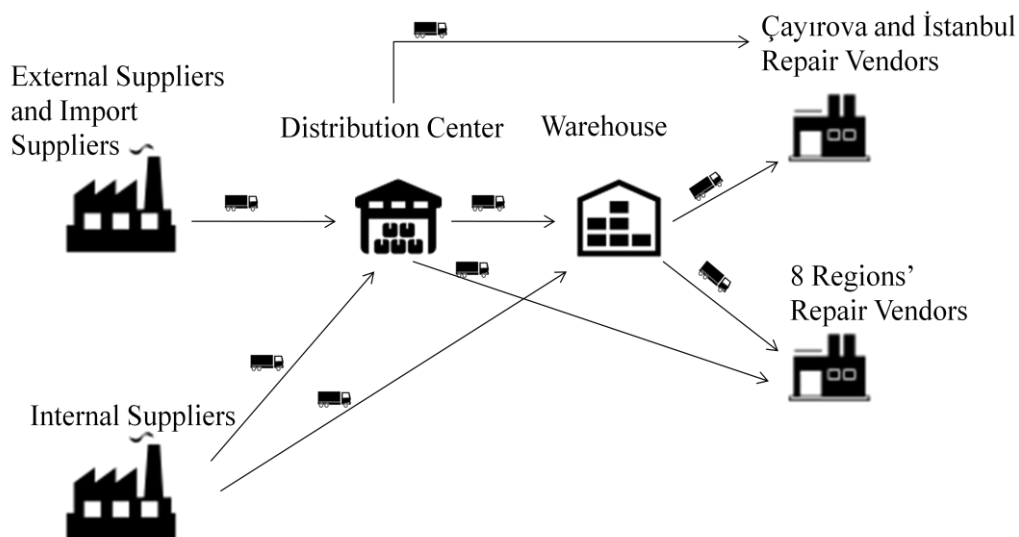 External Suppliers
and Import
Suppliers
Distribution Center
Warehouse
Çayırova and İstanbul
Repair Vendors
8 Regions’
Repair Vendors
Internal Suppliers